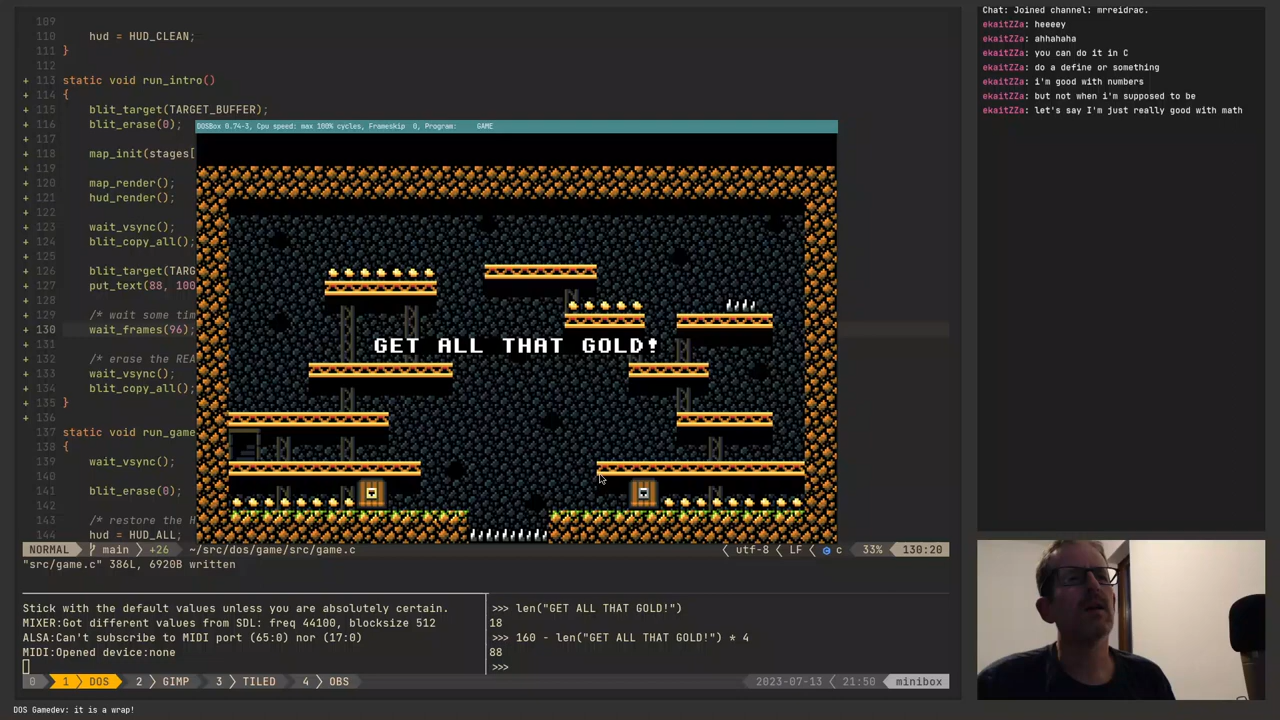 109
110 hud = HUD_CLEAN;
111 }
112
+ 113 static void run_intro()
+ 114 {
+ 115 blit_target(TARGET_BUFFER);
+ 116 blit_erase(0);
+ 117
+ 118 map_init(stages[
+ 119
+ 120 map_render();
+ 121 hud_render();
+ 122
+ 123 wait_vsync();
+ 124 blit_copy_all();
+ 125
+ 126 blit_target(TARG
+ 127 put_text(88, 100
+ 128
+ 129 /* wait some tim
+ 130 wait_frames(96);
+ 131
+ 132 /* erase the REA
+ 133 wait_vsync();
+ 134 blit_copy_all();
+ 135 }
+ 136
137 static void run_game
138 {
139 wait_vsync();
140
141 blit_erase(0);
142
143 /* restore the H
144 hud = HUD_ALL;
DOSBox 0.74-3, Cpu speed: max 100% cycles, Frameskip 0, Program: GAME
GET ALL THAT GOLD!
NORMAL main +26 ~/src/dos/game/src/game.c utf-8 LF c 33% 130:20
"src/game.c" 386L, 6920B written
Stick with the default values unless you are absolutely certain.
MIXER:Got different values from SDL: freq 44100, blocksize 512
ALSA:Can't subscribe to MIDI port (65:0) nor (17:0)
MIDI:Opened device:none
>>> len("GET ALL THAT GOLD!")
18
>>> 160 - len("GET ALL THAT GOLD!") * 4
88
>>>
0 1 DOS 2 GIMP 3 TILED 4 OBS 2023-07-13 21:50 minibox
DOS Gamedev: it is a wrap!
Chat: Joined channel: mrreidrac.
ekaitZZa: heeeey
ekaitZZa: ahhahaha
ekaitZZa: you can do it in C
ekaitZZa: do a define or something
ekaitZZa: i'm good with numbers
ekaitZZa: but not when i'm supposed to be
ekaitZZa: let's say I'm just really good with math